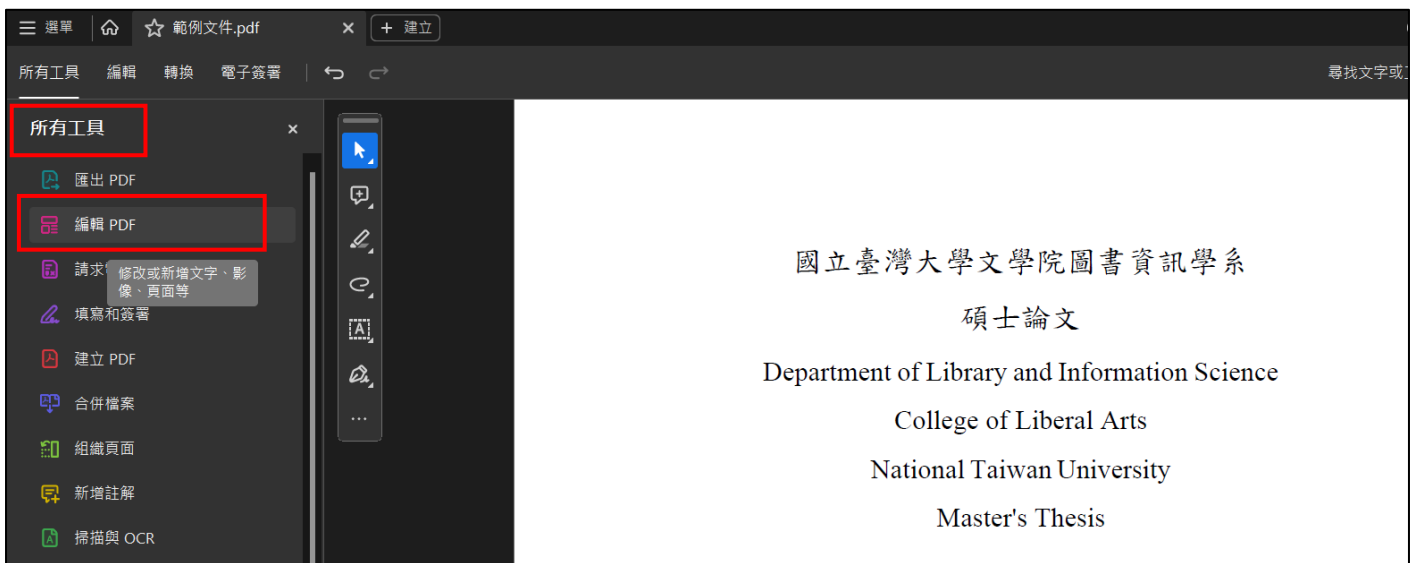 選單
範例文件.pdf
建立
所有工具
編輯
轉換
電子簽署
尋找文字或
所有工具
匯出 PDF
編輯 PDF
請求
修改或新增文字、影
像、頁面等
填寫和簽署
建立 PDF
合併檔案
組織頁面
新增註解
掃描與 OCR
國立臺灣大學文學院圖書資訊學系
碩士論文
Department of Library and Information Science
College of Liberal Arts
National Taiwan University
Master's Thesis